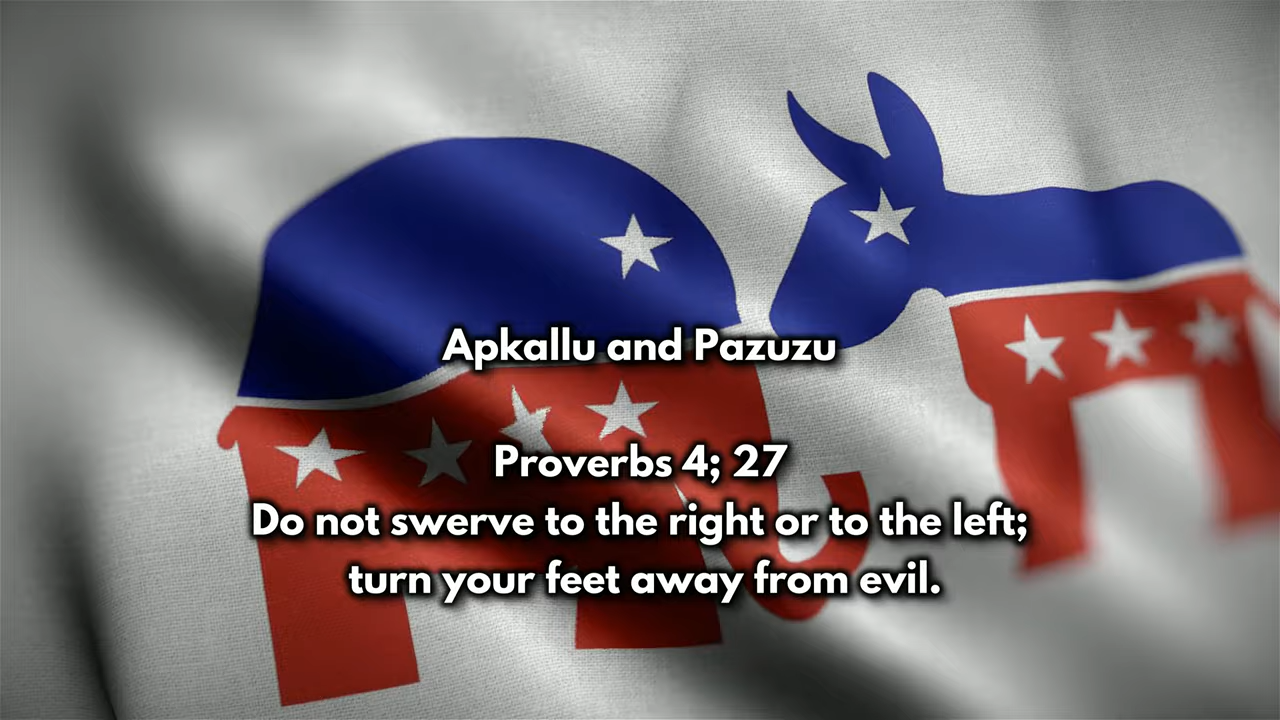 Apkallu and Pazuzu
Proverbs 4; 27
Do not swerve to the right or to the left;
turn your feet away from evil.